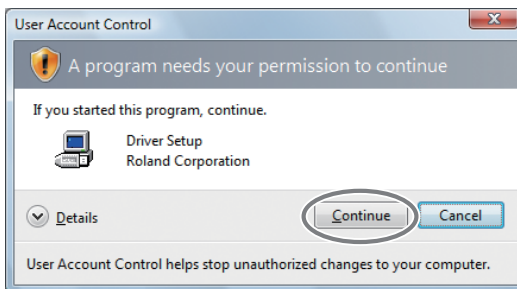 User Account Control
A program needs your permission to continue
If you started this program, continue.
Driver Setup
Roland Corporation
Details
Continue
Cancel
User Account Control helps stop unauthorized changes to your computer.